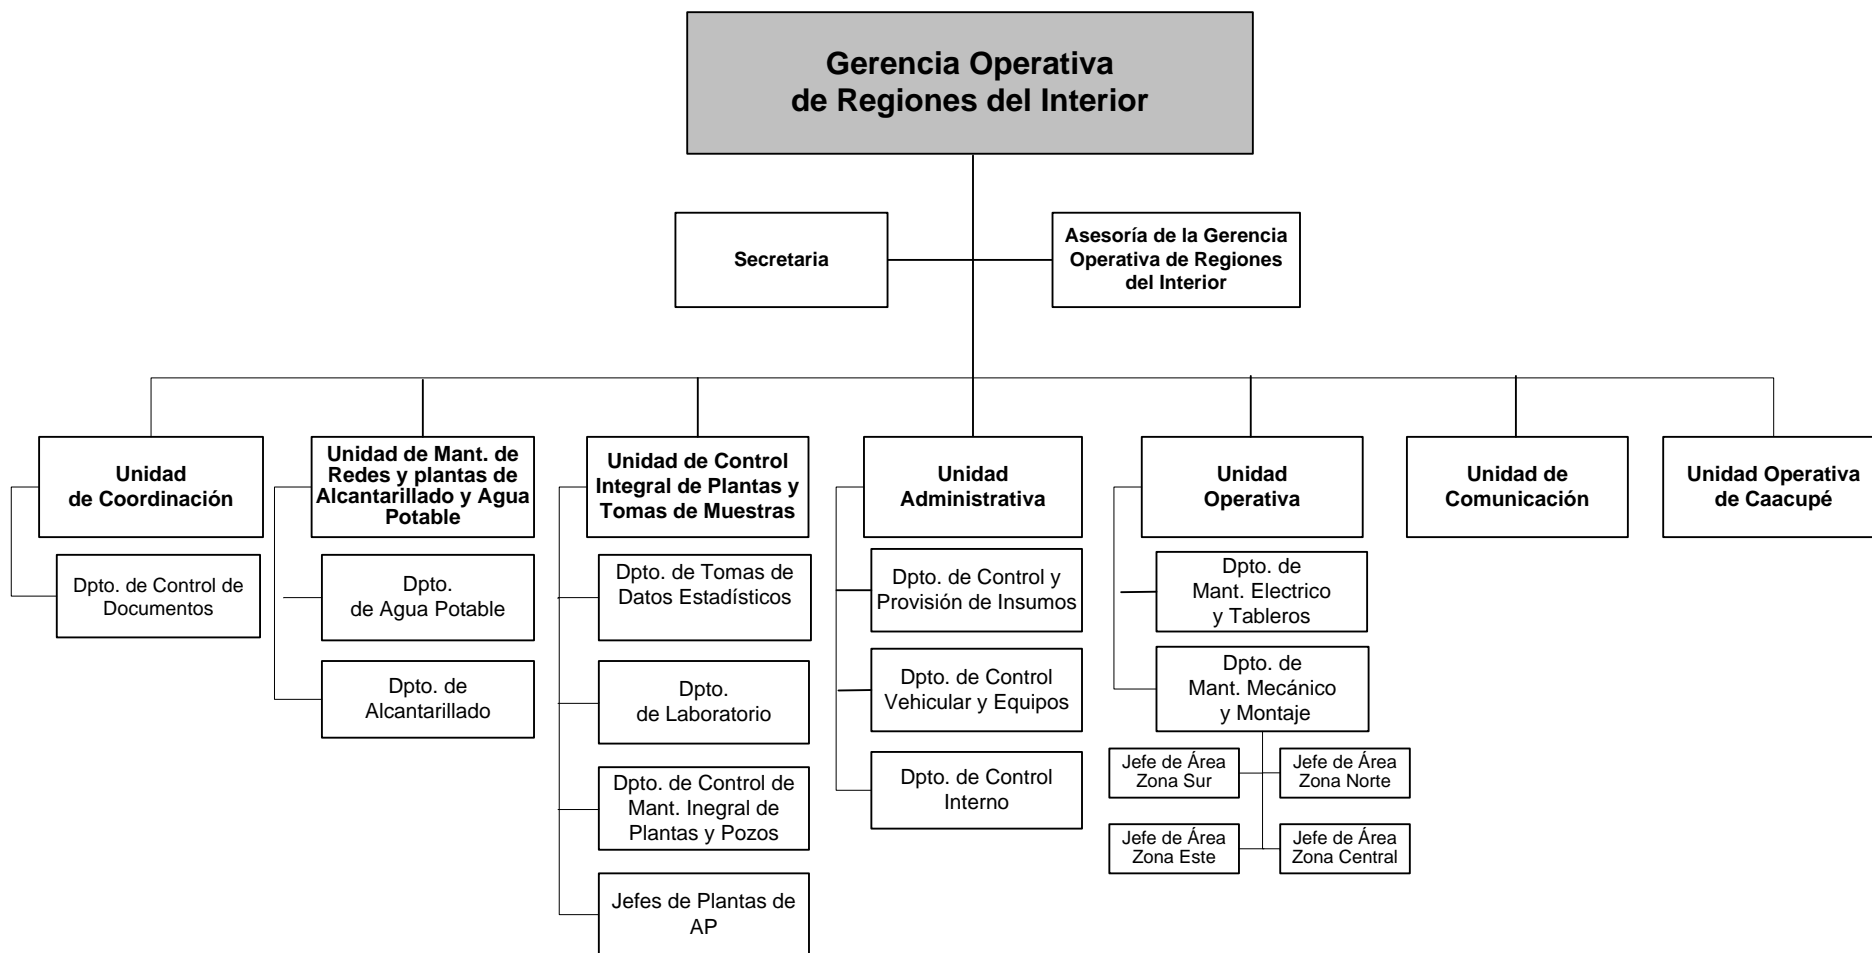 Gerencia Operativa
de Regiones del Interior
Secretaria
Asesoría de la Gerencia
Operativa de Regiones
del Interior
Unidad
de Coordinación
Unidad de Mant. de
Redes y plantas de
Alcantarillado y Agua
Potable
Unidad de Control
Integral de Plantas y
Tomas de Muestras
Unidad
Administrativa
Unidad
Operativa
Unidad de
Comunicación
Unidad Operativa
de Caacupé
Dpto. de Control de
Documentos
Dpto.
de Agua Potable
Dpto. de
Alcantarillado
Dpto. de Tomas de
Datos Estadísticos
Dpto.
de Laboratorio
Dpto. de Control de
Mant. Inegral de
Plantas y Pozos
Jefes de Plantas de
AP
Dpto. de Control y
Provisión de Insumos
Dpto. de Control
Vehicular y Equipos
Dpto. de Control
Interno
Dpto. de
Mant. Electrico
y Tableros
Dpto. de
Mant. Mecánico
y Montaje
Jefe de Área
Zona Sur
Jefe de Área
Zona Norte
Jefe de Área
Zona Este
Jefe de Área
Zona Central